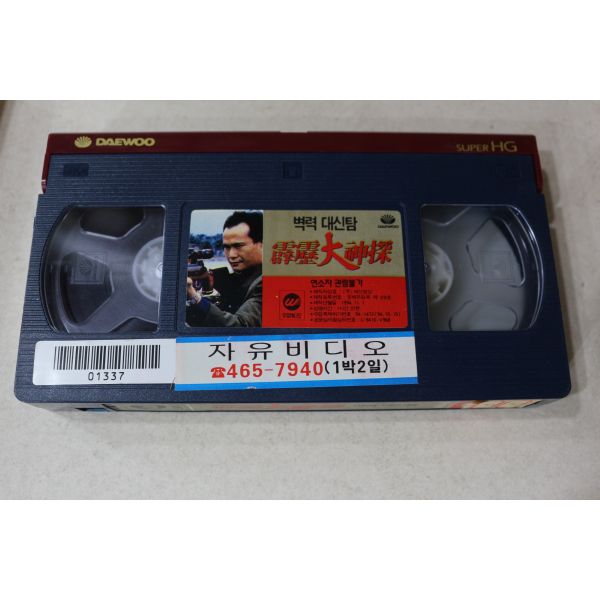 DAEWOO
SUPER HG
벽력 대신탐
DAEWOO
霹靂大神探
연소자 관람불가
01337
자유비디오
☎465-7940(1박2일)